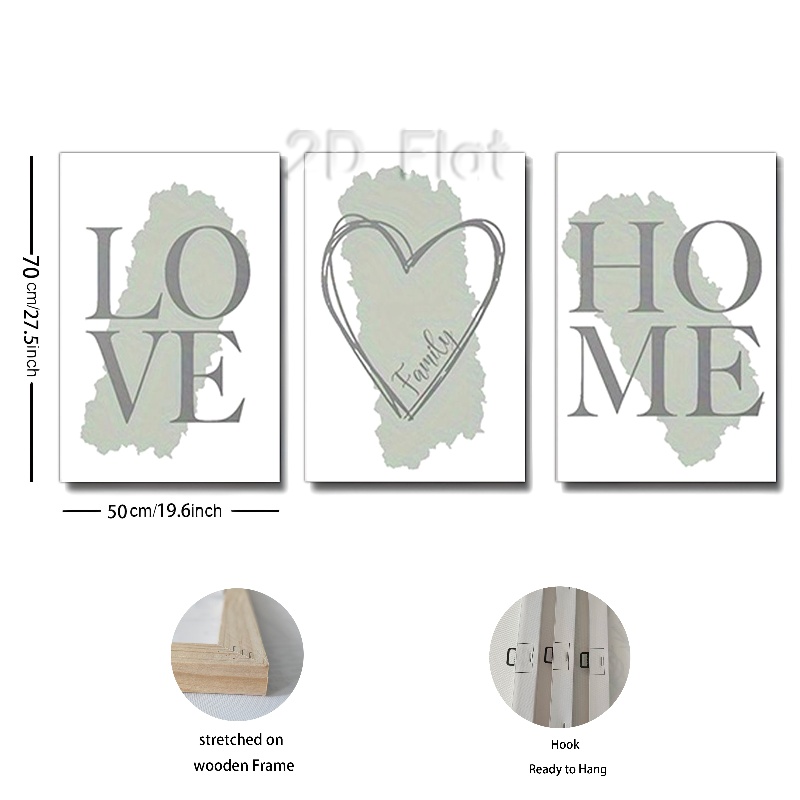 2D Flat
LO
VE
Family
HO
ME
70 cm/27.5inch
50cm/19.6inch
stretched on
wooden Frame
Hook
Ready to Hang